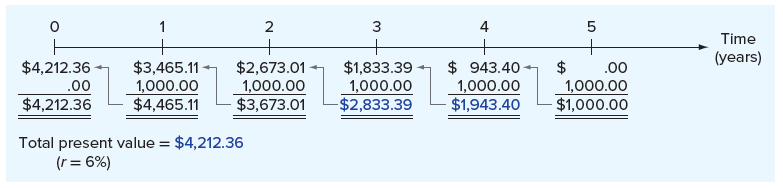 0 1 2 3 4 5
Time
(years)
$4,212.36 $3,465.11 $2,673.01 $1,833.39 $ 943.40 $ .00
.00 1,000.00 1,000.00 1,000.00 1,000.00 1,000.00
$4,212.36 $4,465.11 $3,673.01 $2,833.39 $1,943.40 $1,000.00
Total present value = $4,212.36
(r = 6%)